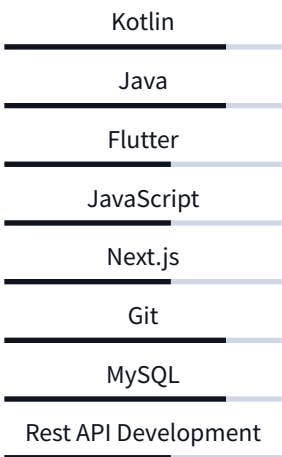 Kotlin
Java
Flutter
JavaScript
Next.js
Git
MySQL
Rest API Development